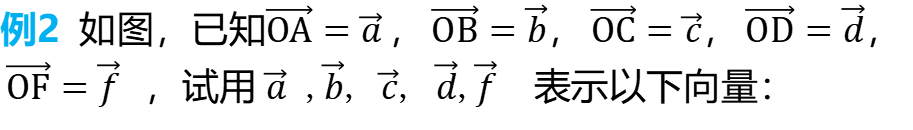 例2 如图，已知$\overrightarrow{OA}=\vec{a}$，$\overrightarrow{OB}=\vec{b}$，$\overrightarrow{OC}=\vec{c}$，$\overrightarrow{OD}=\vec{d}$，
$\overrightarrow{OF}=\vec{f}$ ，试用 $\vec{a}$ ,$\vec{b}$, $\vec{c}$, $\vec{d}$,$\vec{f}$ 表示以下向量：